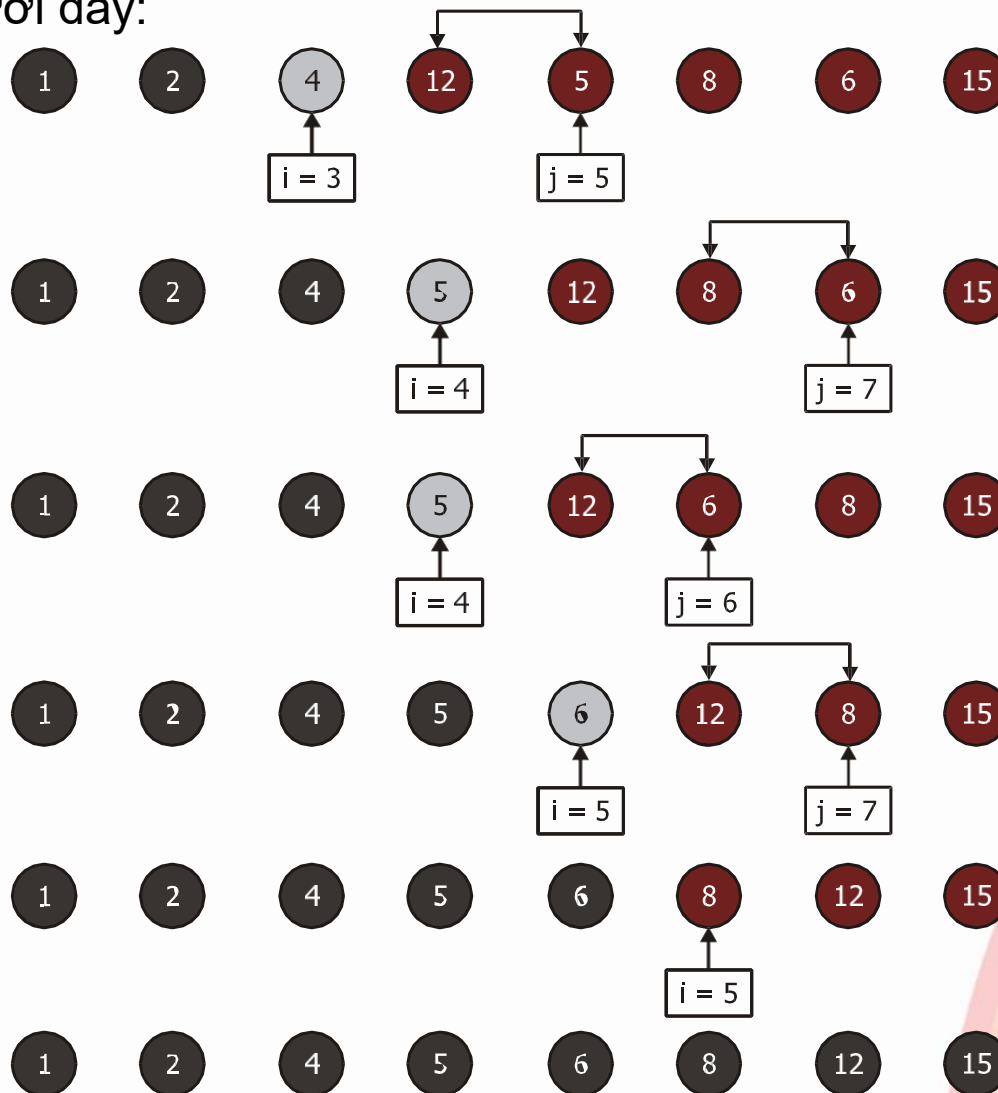 dây:
1 2 4 12 5 8 6 15
i = 3 j = 5
1 2 4 5 12 8 6 15
i = 4 j = 7
1 2 4 5 12 6 8 15
i = 4 j = 6
1 2 4 5 6 12 8 15
i = 5 j = 7
1 2 4 5 6 8 12 15
i = 5
1 2 4 5 6 8 12 15